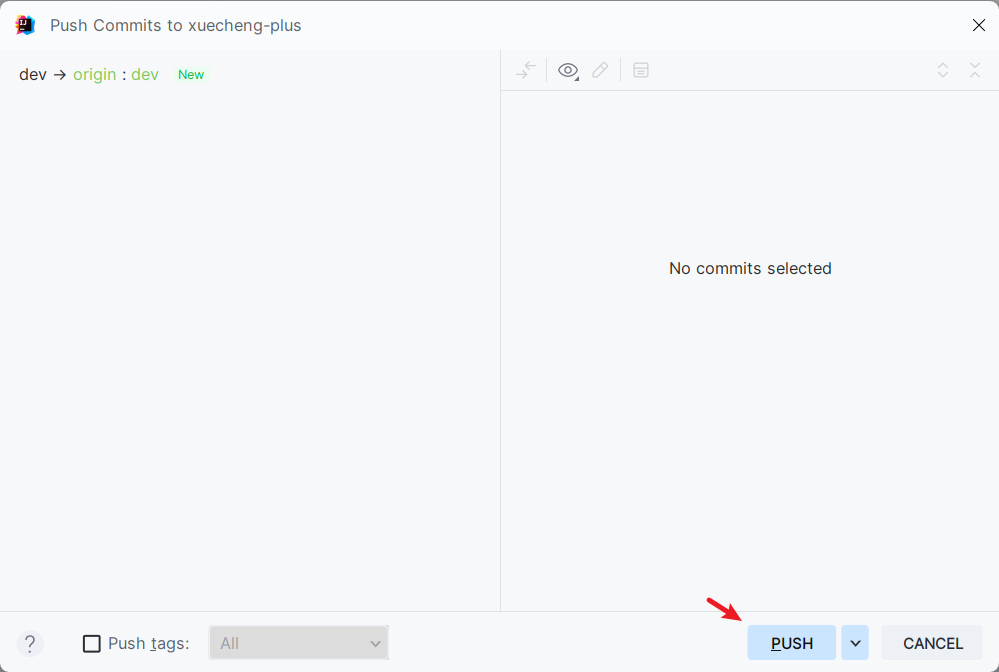 Push Commits to xuecheng-plus
dev → origin : dev New
No commits selected
? Push tags: All
PUSH CANCEL